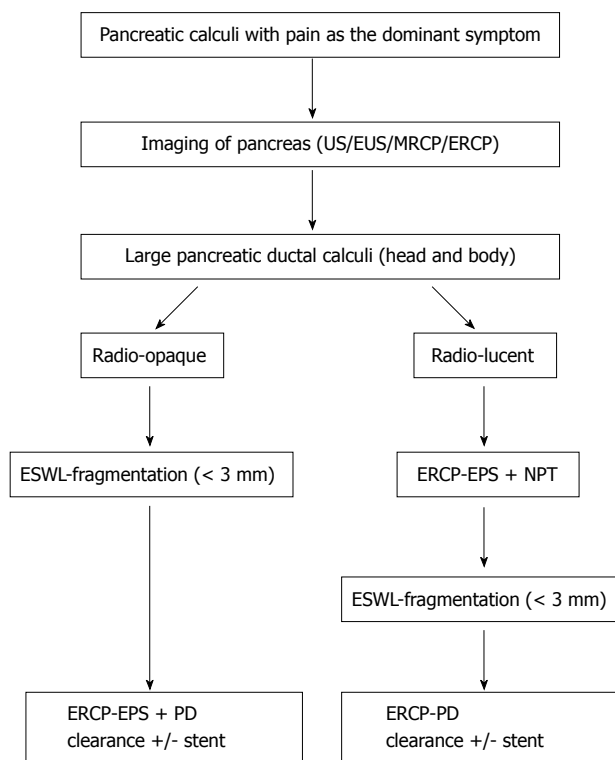 Pancreatic calculi with pain as the dominant symptom
Imaging of pancreas (US/EUS/MRCP/ERCP)
Large pancreatic ductal calculi (head and body)
Radio-opaque
Radio-lucent
ESWL-fragmentation (< 3 mm)
ERCP-EPS + NPT
ESWL-fragmentation (< 3 mm)
ERCP-EPS + PD
clearance +/- stent
ERCP-PD
clearance +/- stent